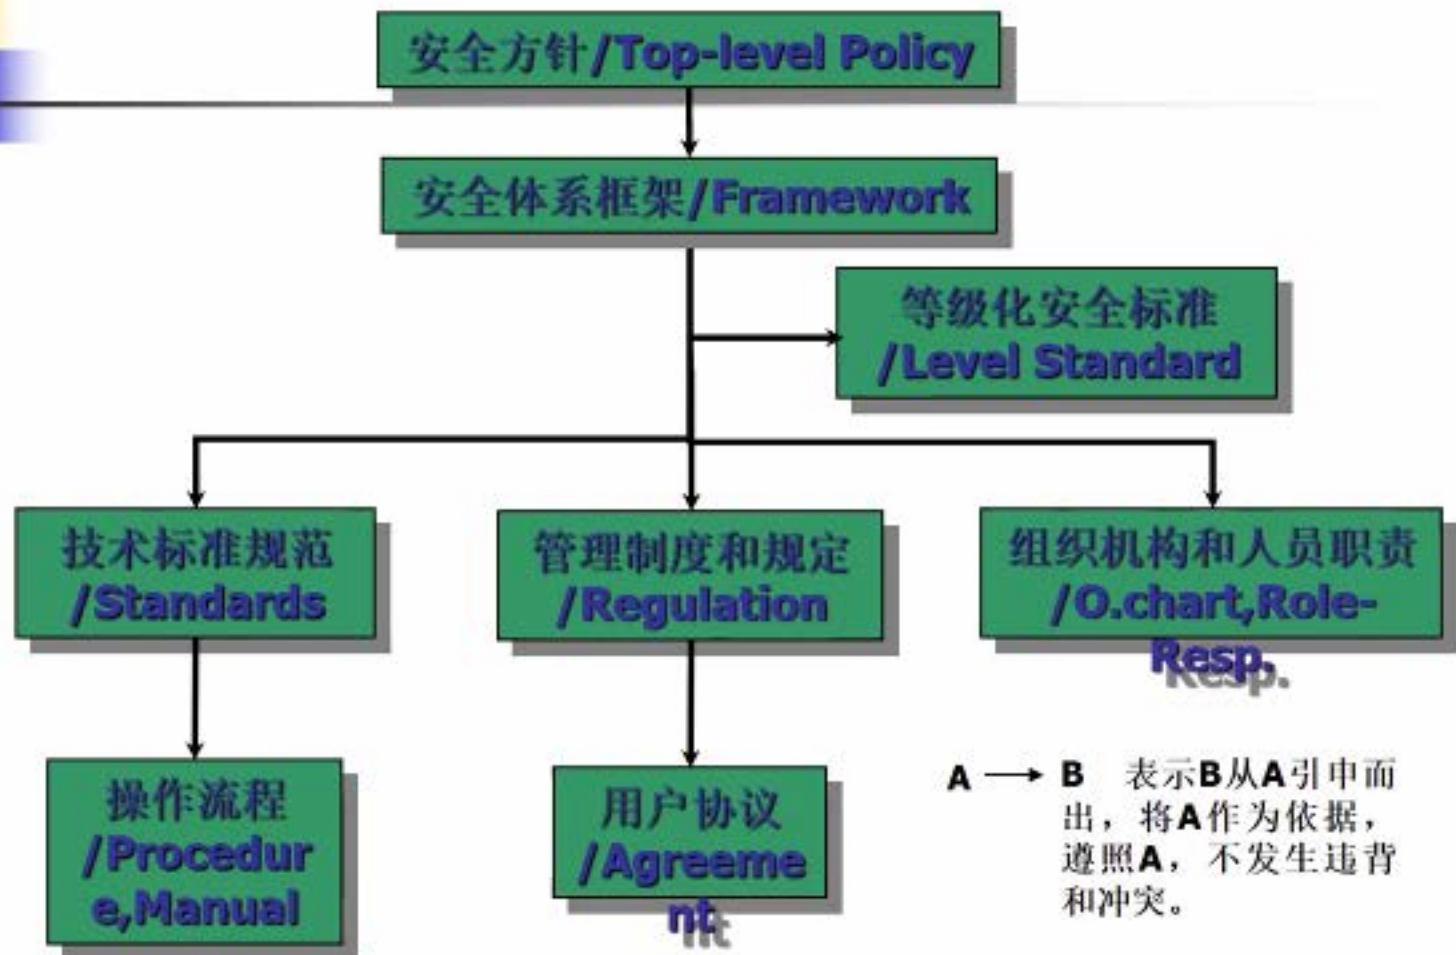 安全方针/Top-level Policy
安全体系框架/Framework
等级化安全标准
/Level Standard
技术标准规范
/Standards
管理制度和规定
/Regulation
组织机构和人员职责
/O.chart,Role-
Resp.
操作流程
/Procedur
e,Manual
用户协议
/Agreeme
nt
A B 表示B从A引申而
出，将A作为依据，
遵照A，不发生违背
和冲突。